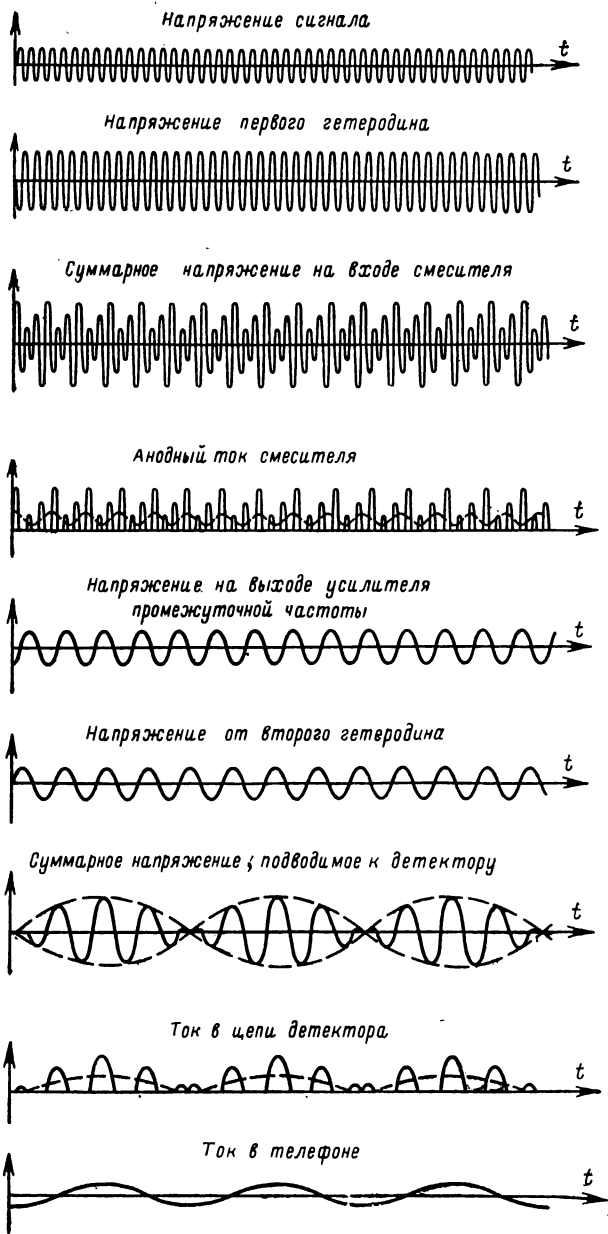 Напряжение сигнала
t
Напряжение первого гетеродина
t
Суммарное напряжение на входе смесителя
t
Анодный ток смесителя
t
Напряжение на выходе усилителя
промежуточной частоты
t
Напряжение от второго гетеродина
t
Суммарное напряжение, подводимое к детектору
t
Ток в цепи детектора
t
Ток в телефоне
t